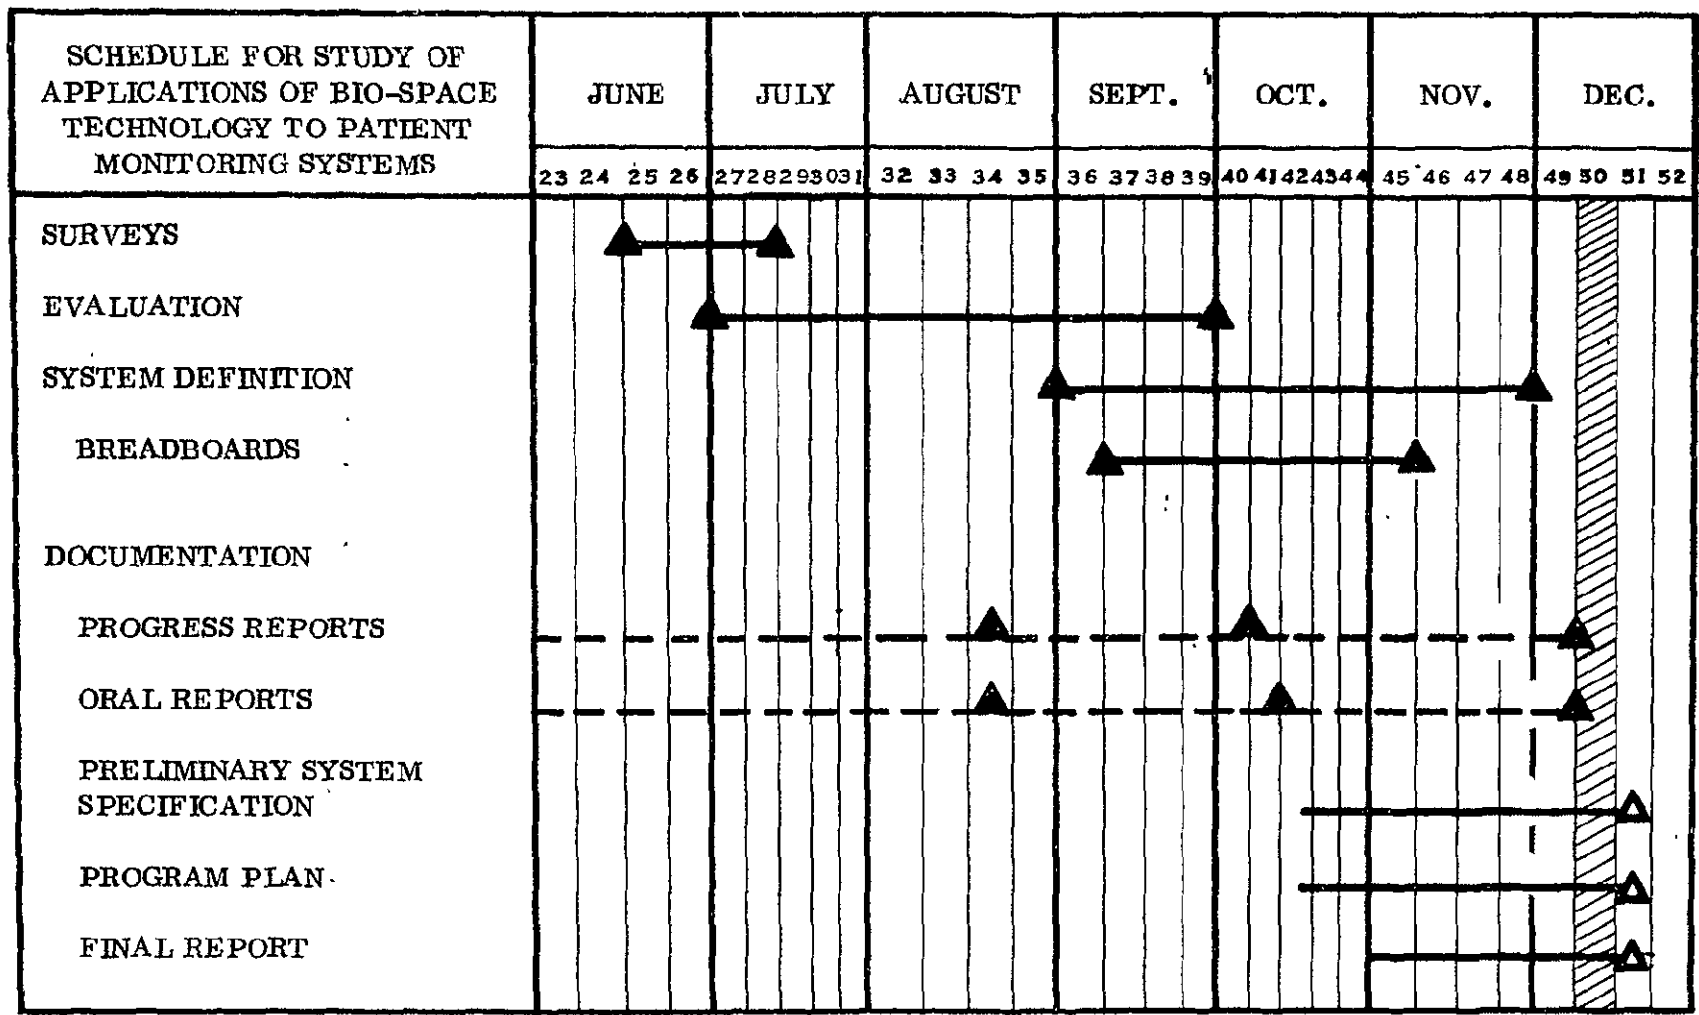 SCHEDULE FOR STUDY OF
APPLICATIONS OF BIO-SPACE
TECHNOLOGY TO PATIENT
MONITORING SYSTEMS
JUNE JULY AUGUST SEPT. OCT. NOV. DEC.
23 24 25 26 27 28 29 30 31 32 33 34 35 36 37 38 39 40 41 42 43 44 45 46 47 48 49 50 51 52
SURVEYS
EVALUATION
SYSTEM DEFINITION
BREADBOARDS
DOCUMENTATION
PROGRESS REPORTS
ORAL REPORTS
PRELIMINARY SYSTEM
SPECIFICATION
PROGRAM PLAN
FINAL REPORT